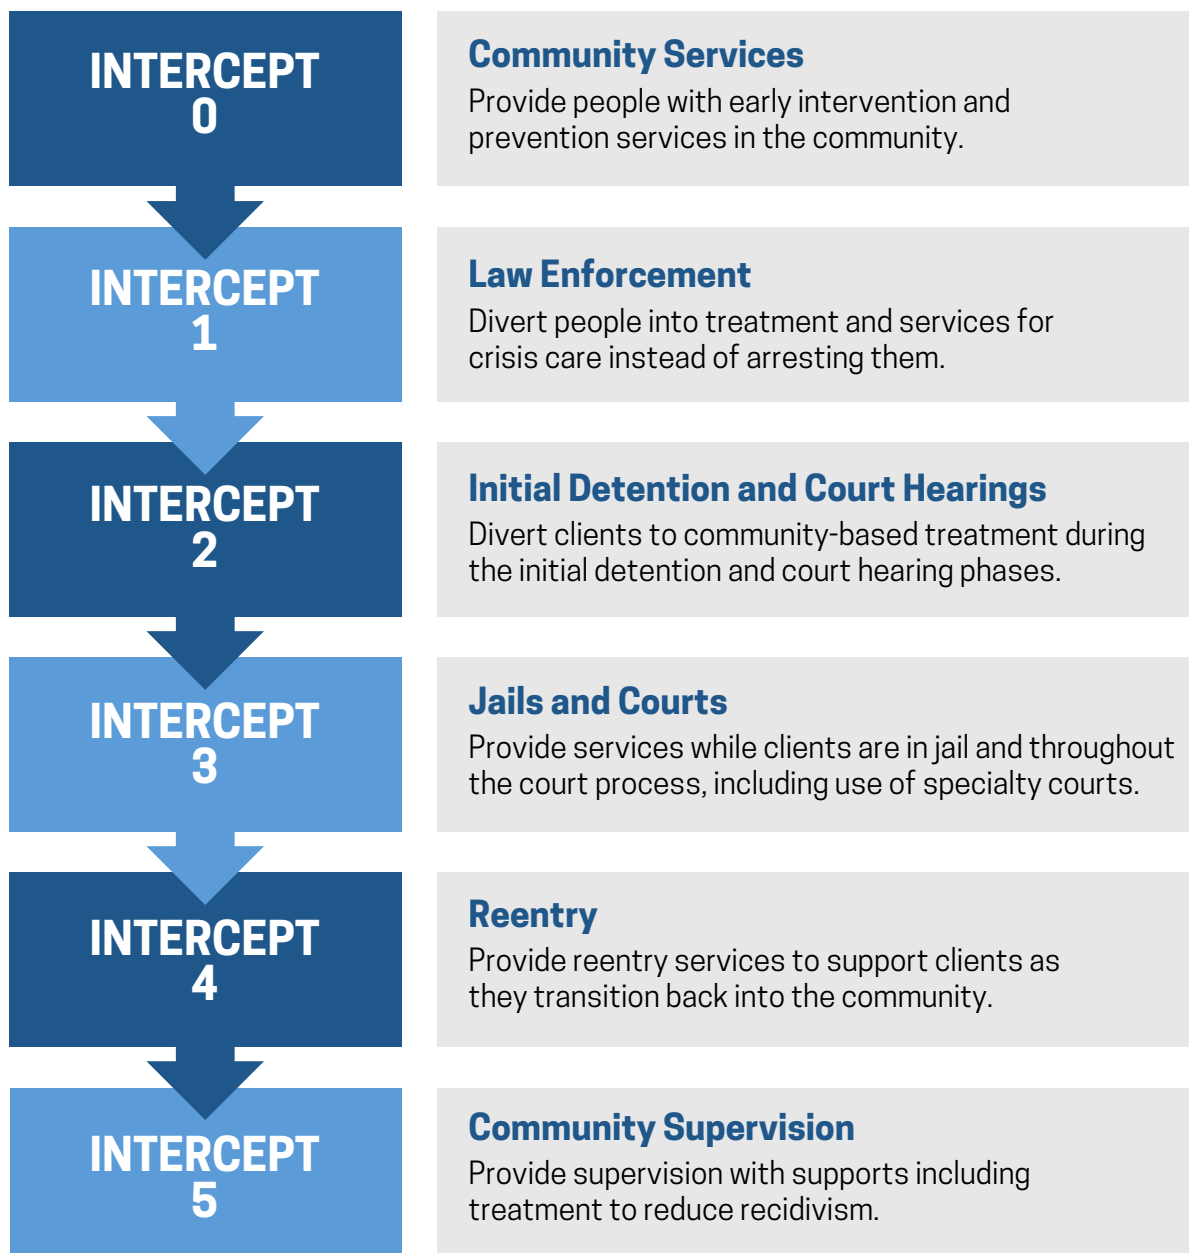 INTERCEPT
0
Community Services
Provide people with early intervention and
prevention services in the community.
INTERCEPT
1
Law Enforcement
Divert people into treatment and services for
crisis care instead of arresting them.
INTERCEPT
2
Initial Detention and Court Hearings
Divert clients to community-based treatment during
the initial detention and court hearing phases.
INTERCEPT
3
Jails and Courts
Provide services while clients are in jail and throughout
the court process, including use of specialty courts.
INTERCEPT
4
Reentry
Provide reentry services to support clients as
they transition back into the community.
INTERCEPT
5
Community Supervision
Provide supervision with supports including
treatment to reduce recidivism.